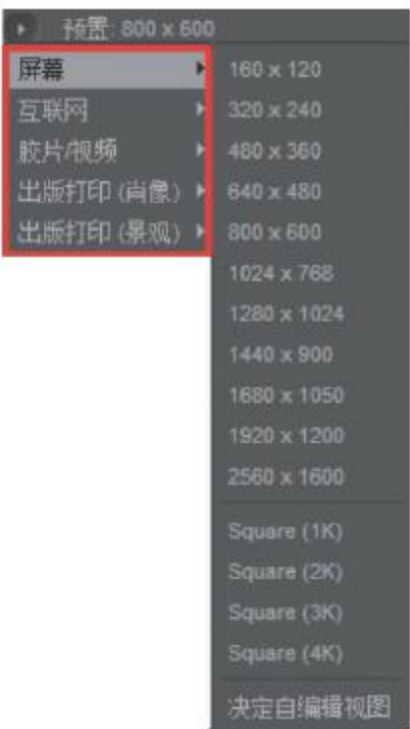 预置: 800 x 600
屏幕
互联网
胶片/视频
出版打印 (肖像)
出版打印 (景观)
160 x 120
320 x 240
480 x 360
640 x 480
800 x 600
1024 x 768
1280 x 1024
1440 x 900
1680 x 1050
1920 x 1200
2560 x 1600
Square (1K)
Square (2K)
Square (3K)
Square (4K)
决定自编辑视图